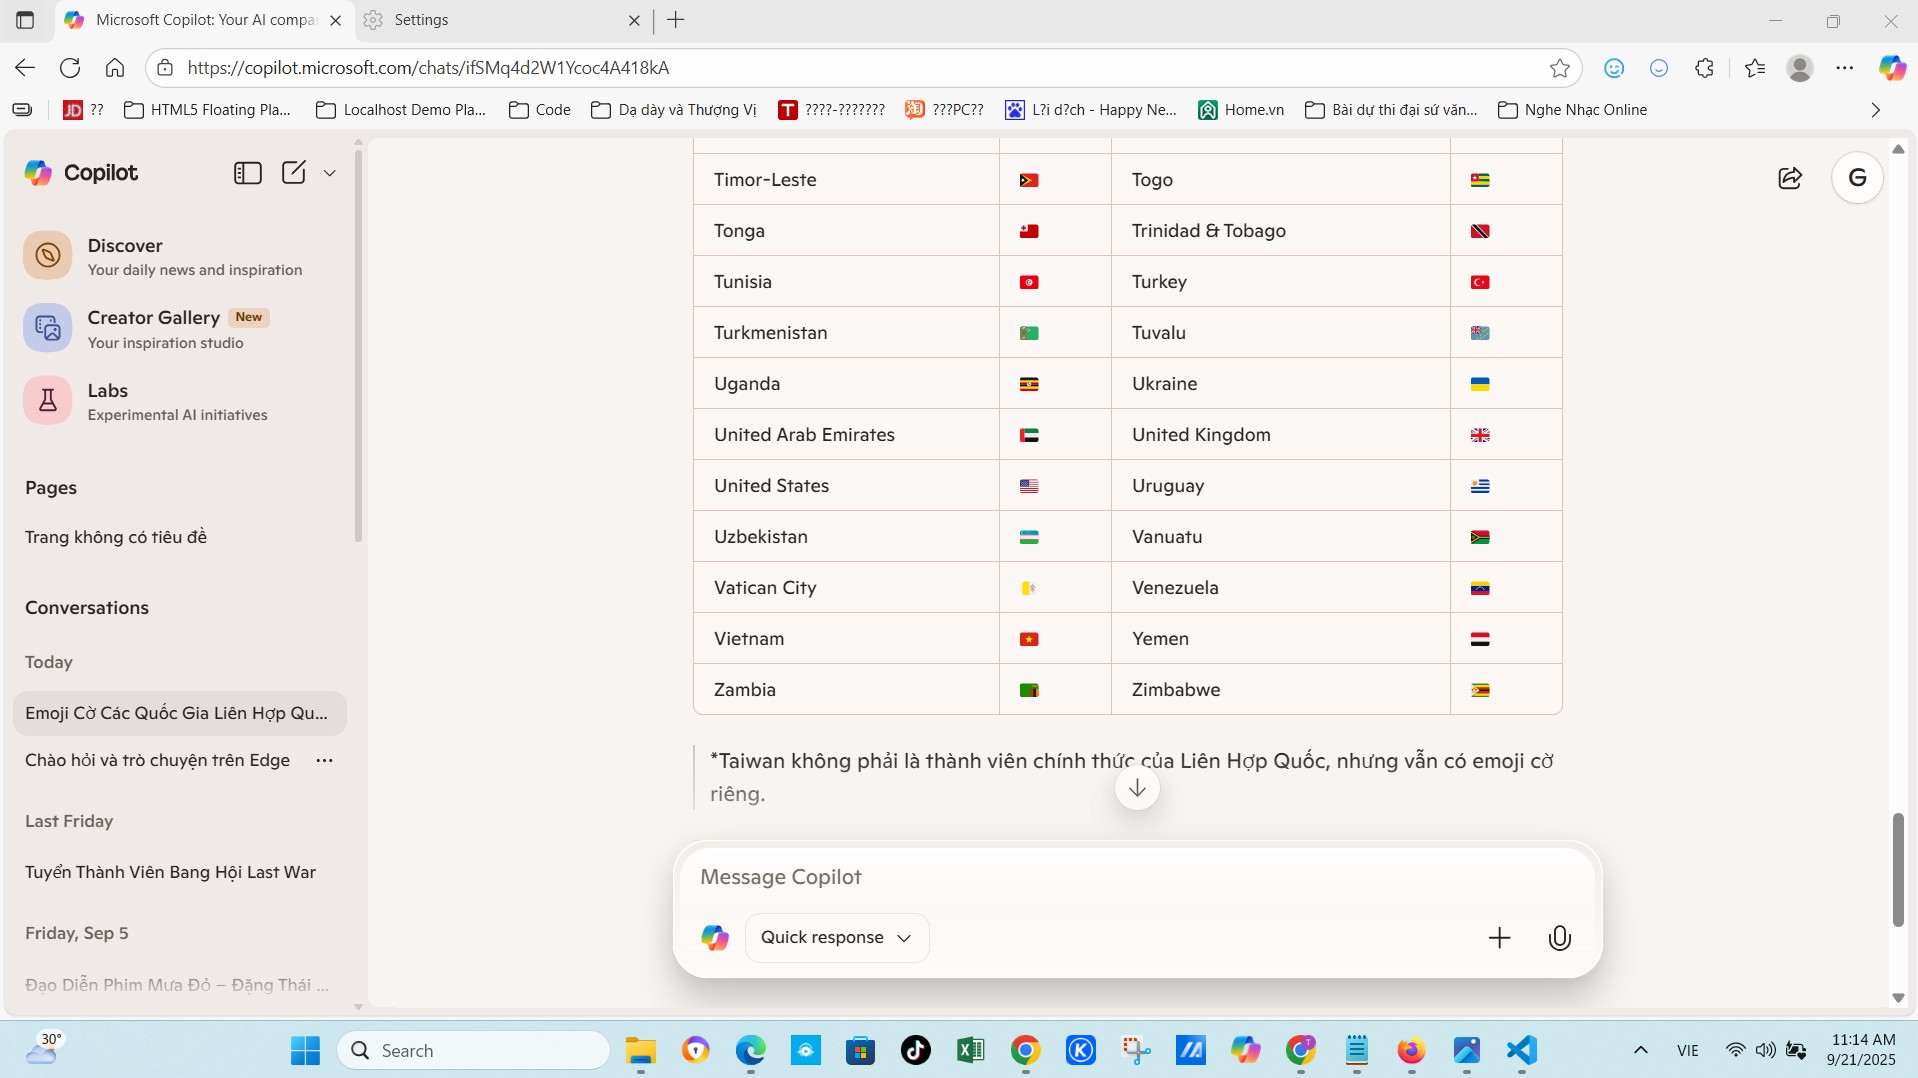 Microsoft Copilot: Your AI compa
Settings
https://copilot.microsoft.com/chats/ifSMq4d2W1Ycoc4A418kA
??
HTML5 Floating Pla...
Localhost Demo Pla...
Code
Dạ dày và Thượng Vị
????-???????
???PC??
L?i d?ch - Happy Ne...
Home.vn
Bài dự thi đại sứ văn...
Nghe Nhạc Online
Copilot
Discover
Your daily news and inspiration
Creator Gallery New
Your inspiration studio
Labs
Experimental AI initiatives
Pages
Trang không có tiêu đề
Conversations
Today
Emoji Cờ Các Quốc Gia Liên Hợp Qu...
Chào hỏi và trò chuyện trên Edge
Last Friday
Tuyển Thành Viên Bang Hội Last War
Friday, Sep 5
Đạo Diễn Phim Mưa Đỏ – Đặng Thái ...
G
Timor-Leste Togo
Tonga Trinidad & Tobago
Tunisia Turkey
Turkmenistan Tuvalu
Uganda Ukraine
United Arab Emirates United Kingdom
United States Uruguay
Uzbekistan Vanuatu
Vatican City Venezuela
Vietnam Yemen
Zambia Zimbabwe
*Taiwan không phải là thành viên chính thức của Liên Hợp Quốc, nhưng vẫn có emoji cờ
riêng.
Message Copilot
Quick response
30°
Search
VIE
11:14 AM
9/21/2025